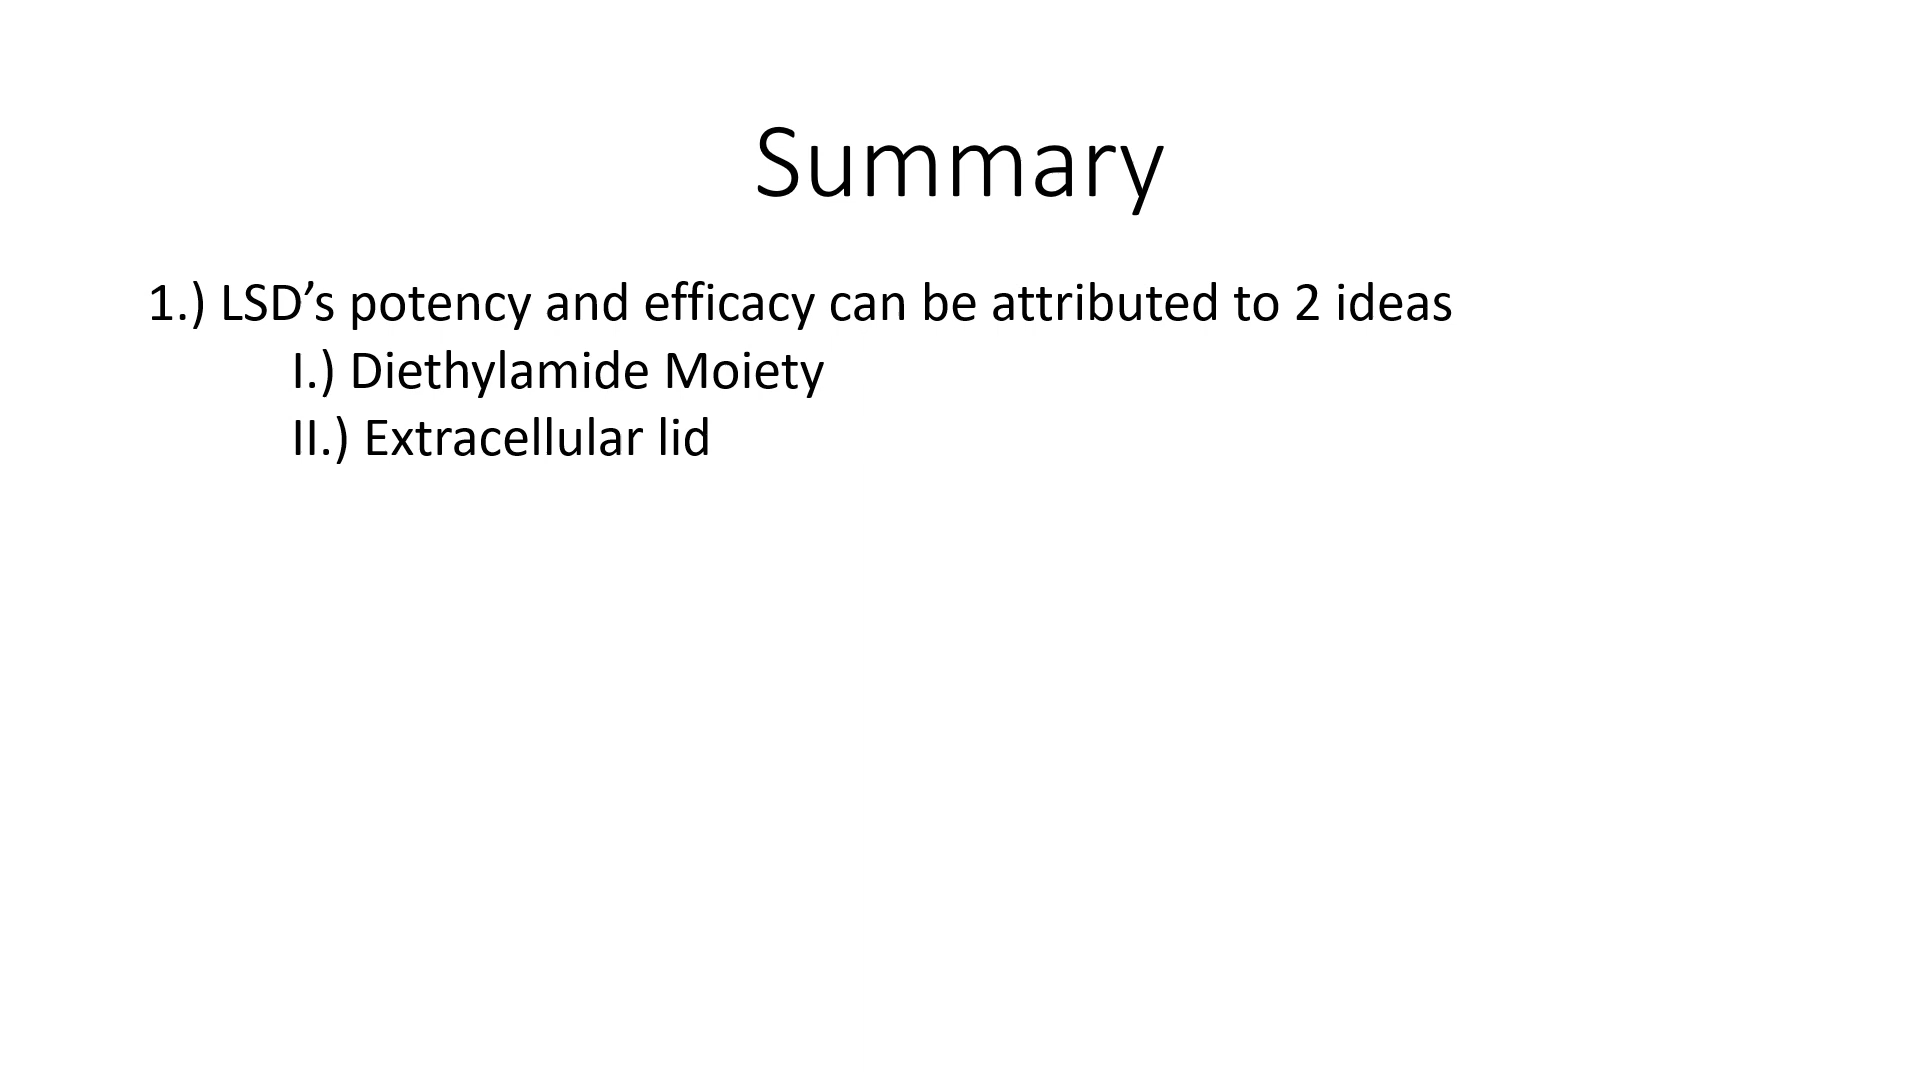 Summary
1.) LSD’s potency and efficacy can be attributed to 2 ideas
I.) Diethylamide Moiety
II.) Extracellular lid